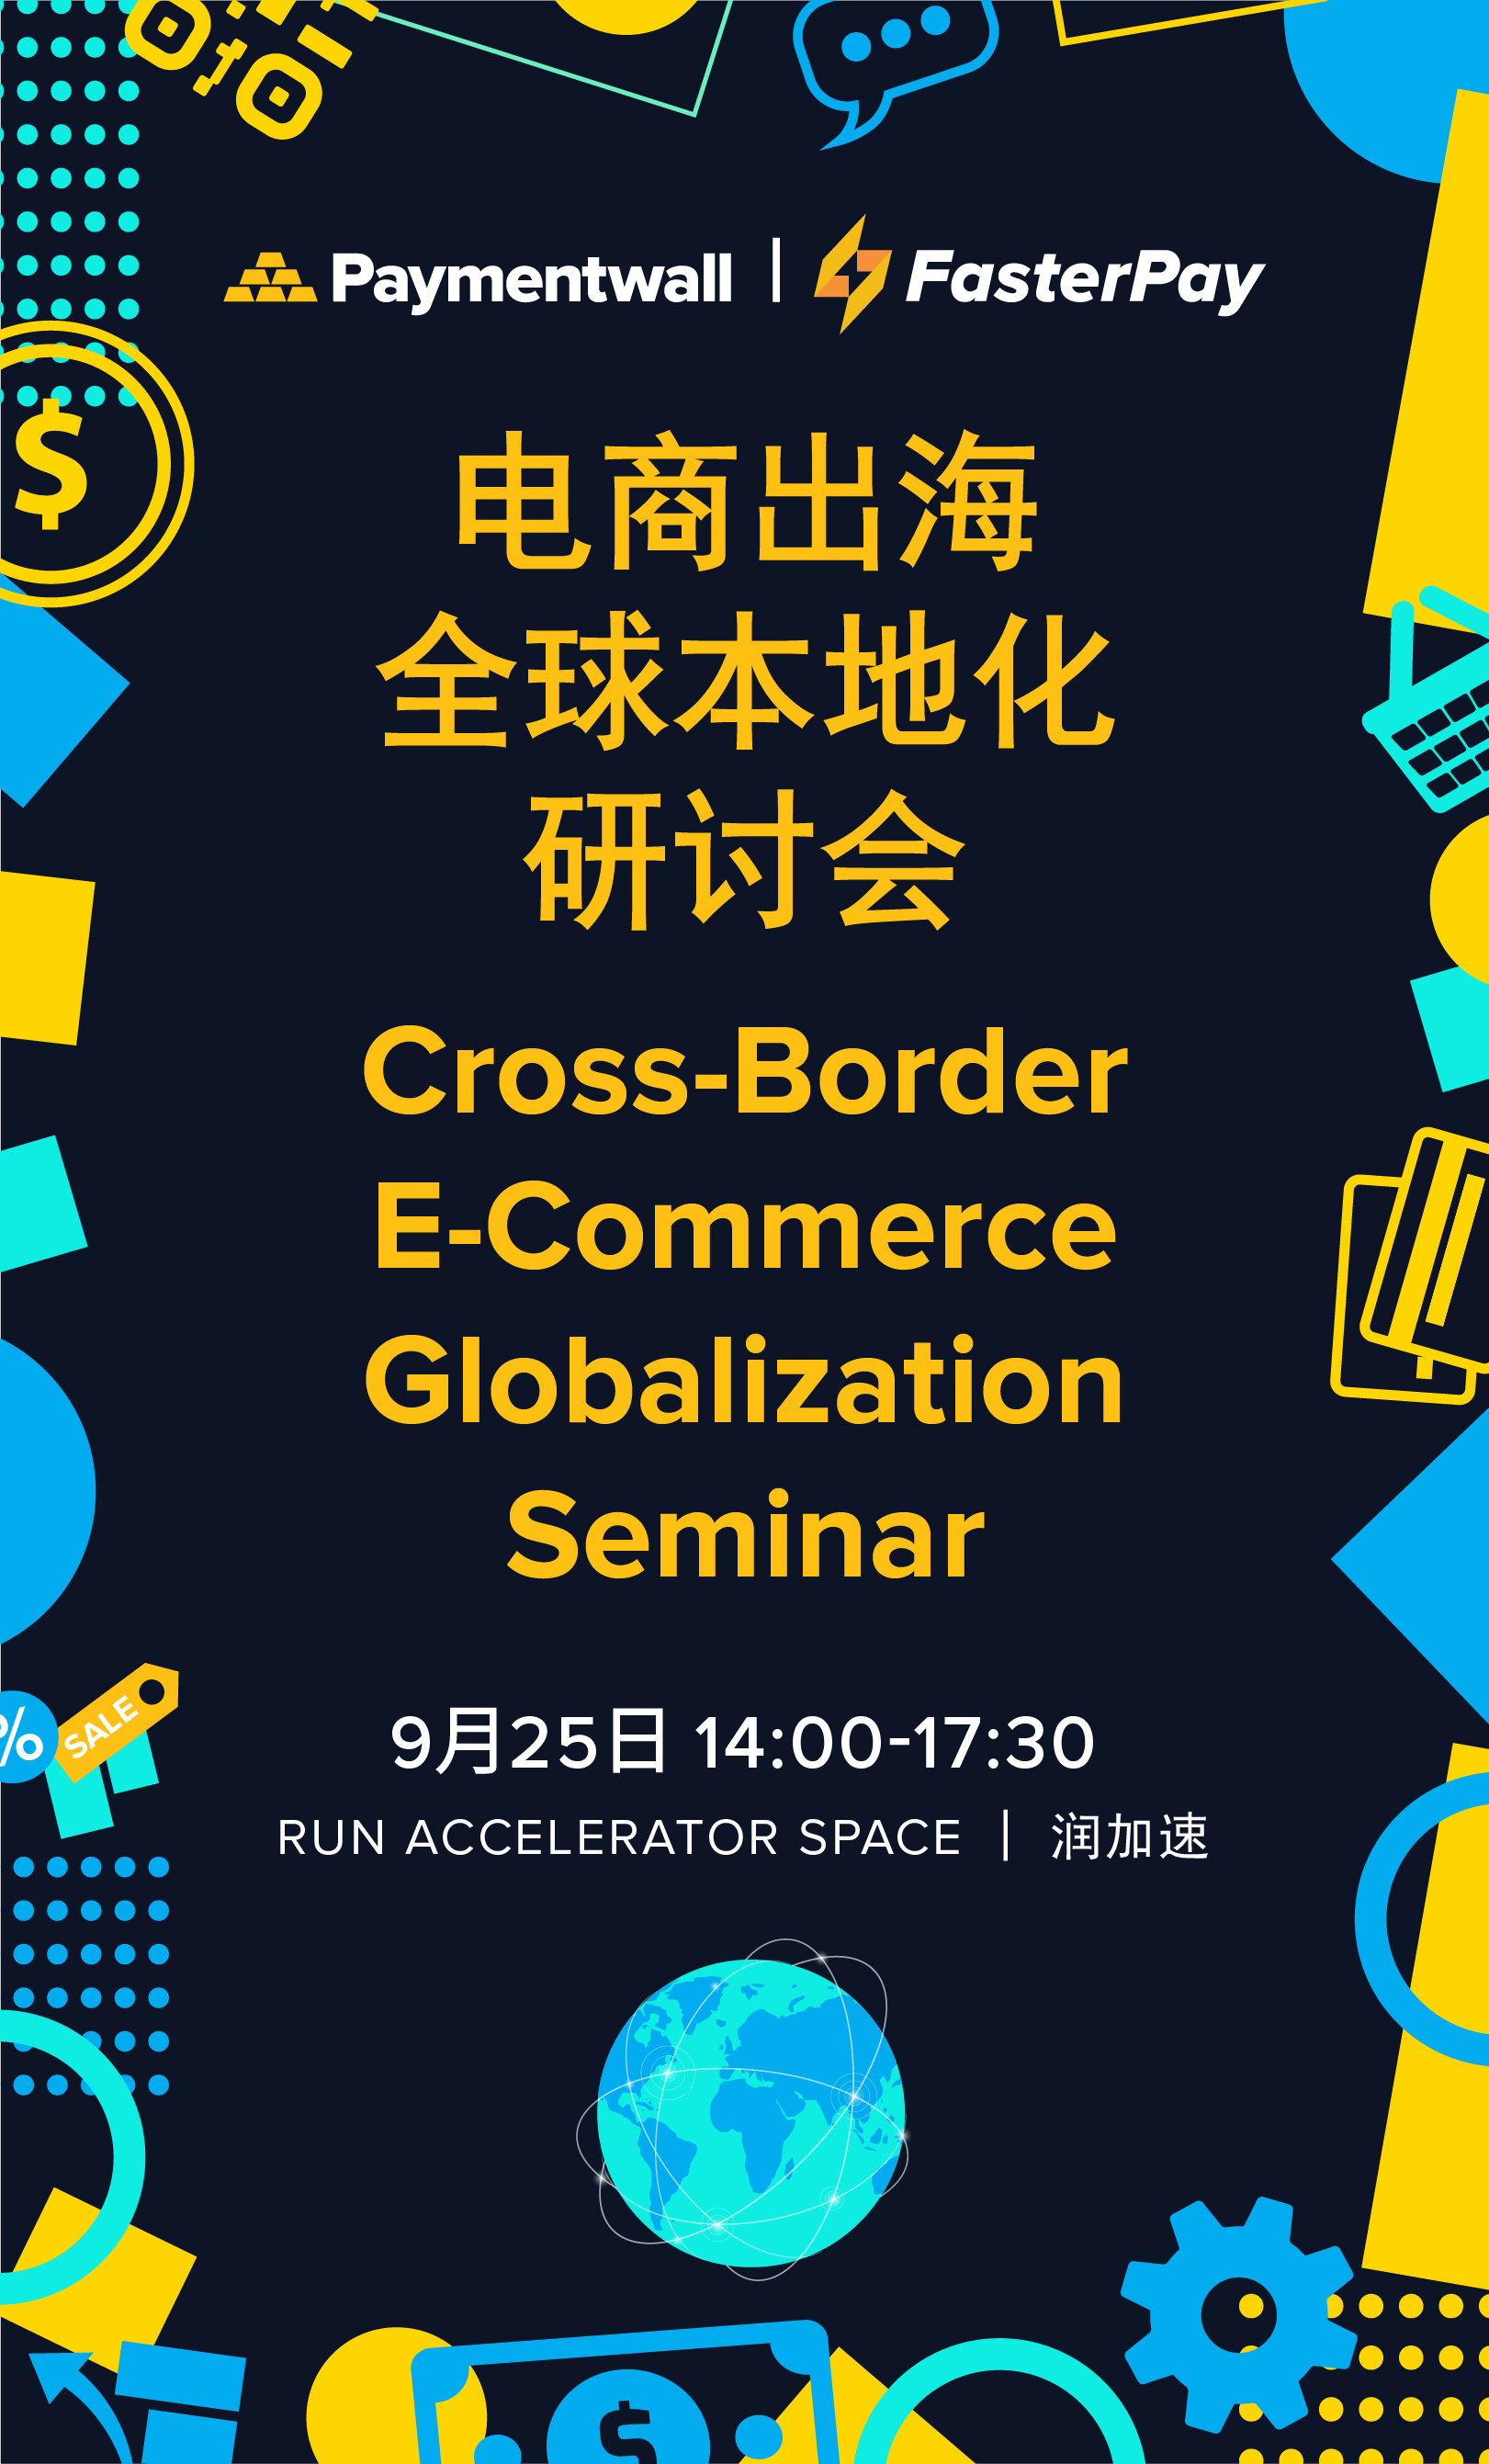 Paymentwall | FasterPay
电商出海
全球本地化
研讨会
Cross-Border
E-Commerce
Globalization
Seminar
9月25日 14:00-17:30
RUN ACCELERATOR SPACE | 润加速
$
% SALE
$